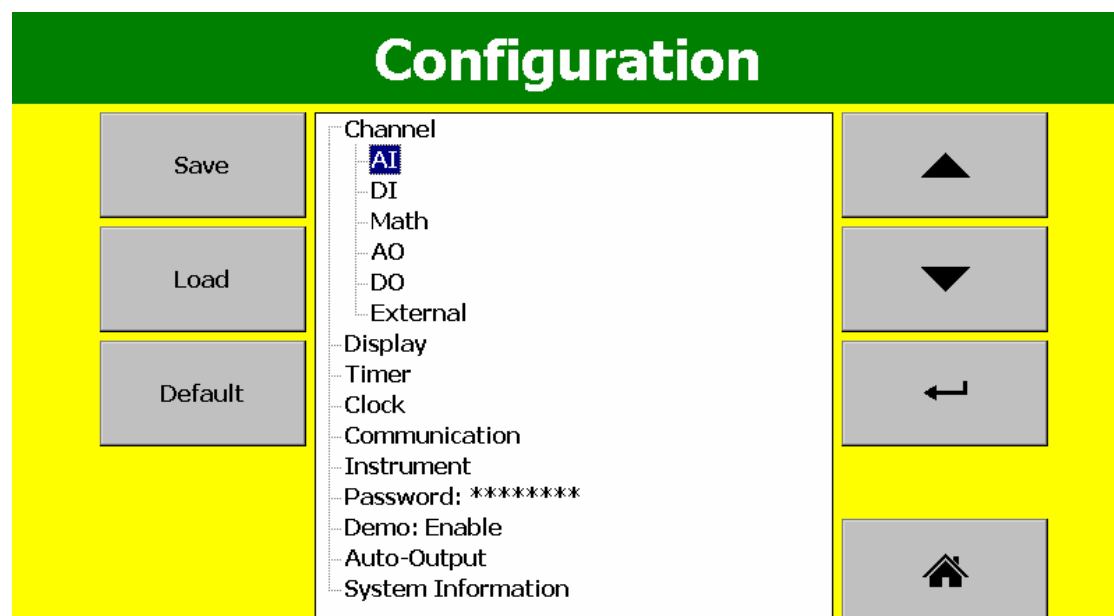 Configuration
Save
Load
Default
Channel
AI
DI
Math
AO
DO
External
Display
Timer
Clock
Communication
Instrument
Password: ********
Demo: Enable
Auto-Output
System Information